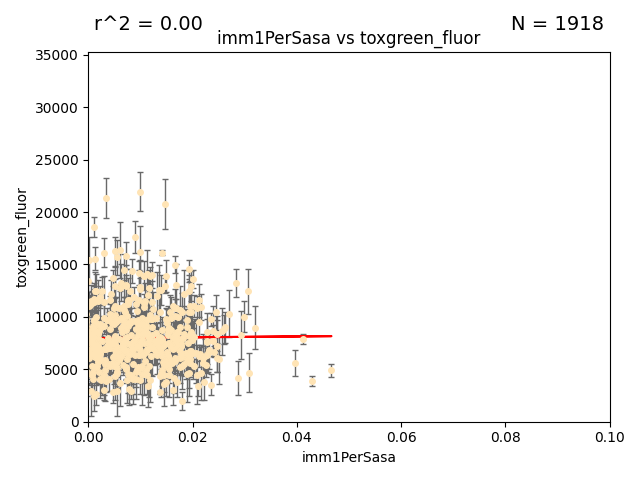 r^2 = 0.00
N = 1918
imm1PerSasa vs toxgreen_fluor
35000
30000
25000
20000
15000
10000
5000
0
toxgreen_fluor
0.00
0.02
0.04
0.06
0.08
0.10
imm1PerSasa